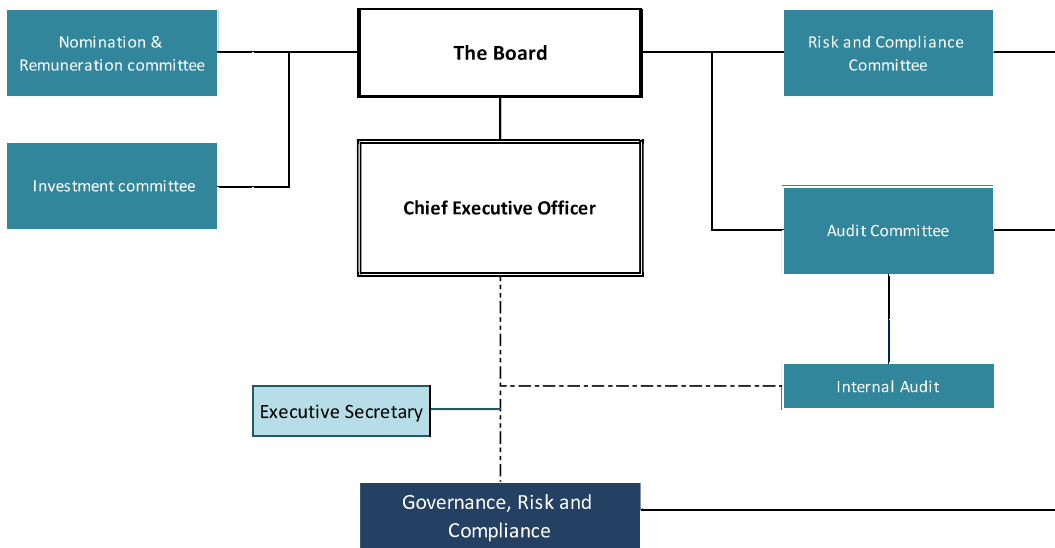 Nomination &
Remuneration committee
The Board
Risk and Compliance
Committee
Investment committee
Chief Executive Officer
Audit Committee
Internal Audit
Executive Secretary
Governance, Risk and
Compliance